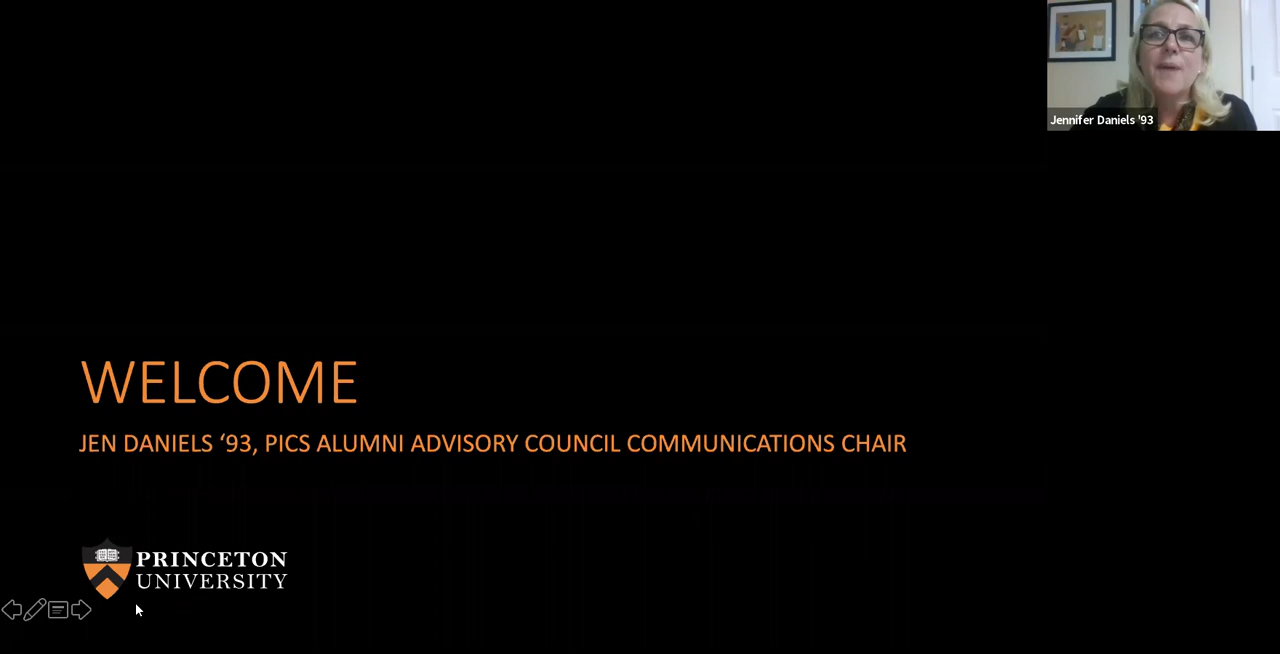 Jennifer Daniels '93
WELCOME
JEN DANIELS ‘93, PICS ALUMNI ADVISORY COUNCIL COMMUNICATIONS CHAIR
PRINCETON
UNIVERSITY